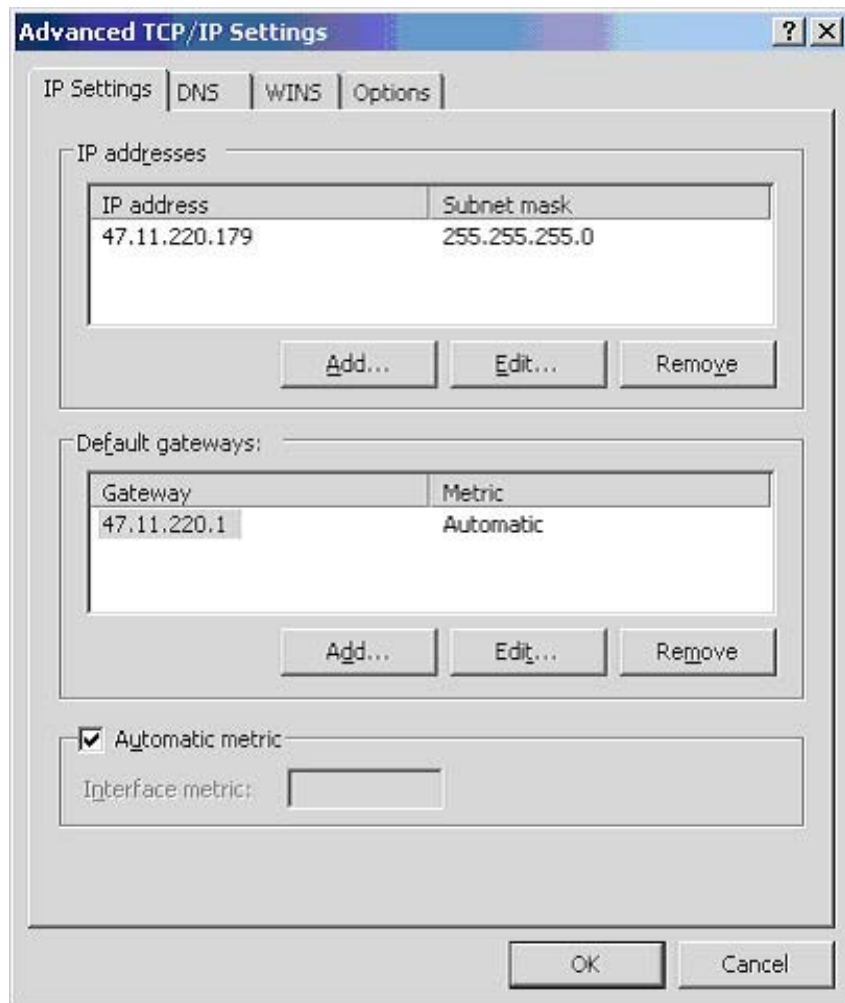 Advanced TCP/IP Settings
IP Settings DNS WINS Options
IP addresses
IP address Subnet mask
47.11.220.179 255.255.255.0
Add... Edit... Remove
Default gateways:
Gateway Metric
47.11.220.1 Automatic
Add... Edit... Remove
Automatic metric
Interface metric:
OK Cancel